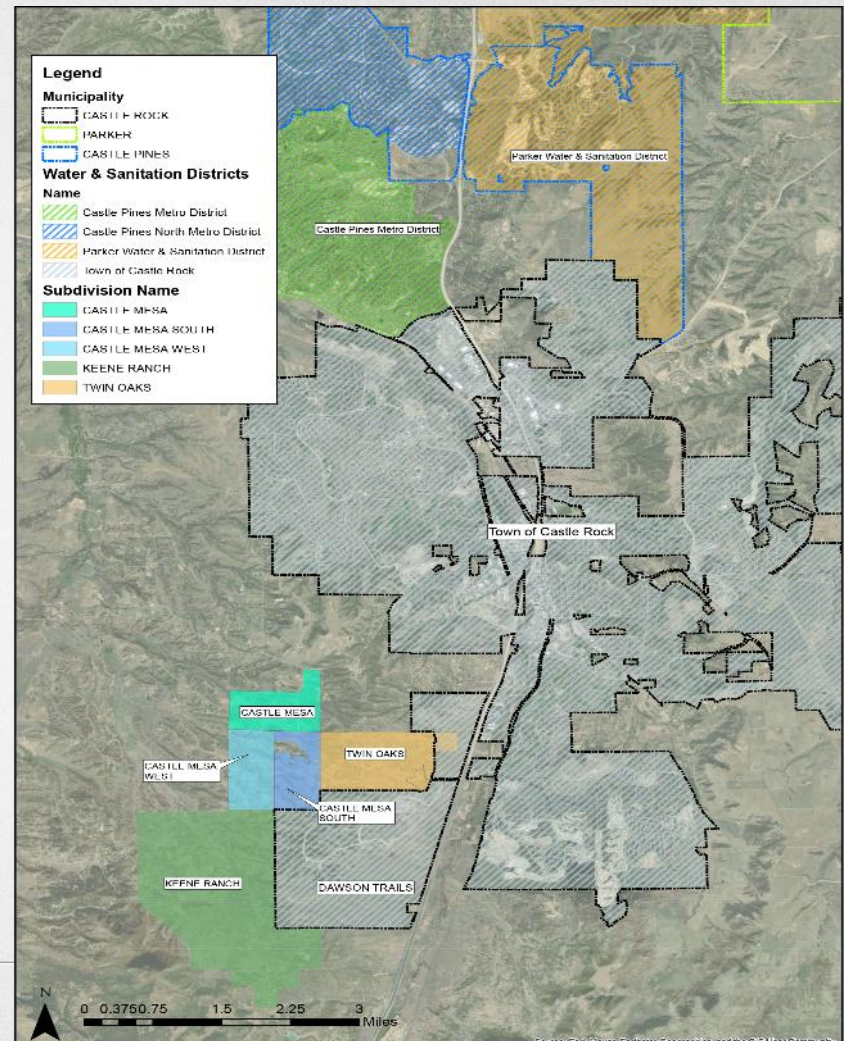 Legend
Municipality
CASTLE ROCK
PARKER
CASTLE PINES
Water & Sanitation Districts
Name
Castle Pines Metro District
Castle Pines North Metro District
Parker Water & Sanitation District
Town of Castle Rock
Subdivision Name
CASTLE MESA
CASTLE MESA SOUTH
CASTLE MESA WEST
KEENE RANCH
TWIN OAKS
Parker Water & Sanitation District
Castle Pines Metro District
Town of Castle Rock
CASTLE MESA
TWIN OAKS
CASTLE MESA
WEST
CASTLE MESA
SOUTH
KEENE RANCH
DAWSON TRAILS
N
0 0.375 0.75 1.5 2.25 3
Miles